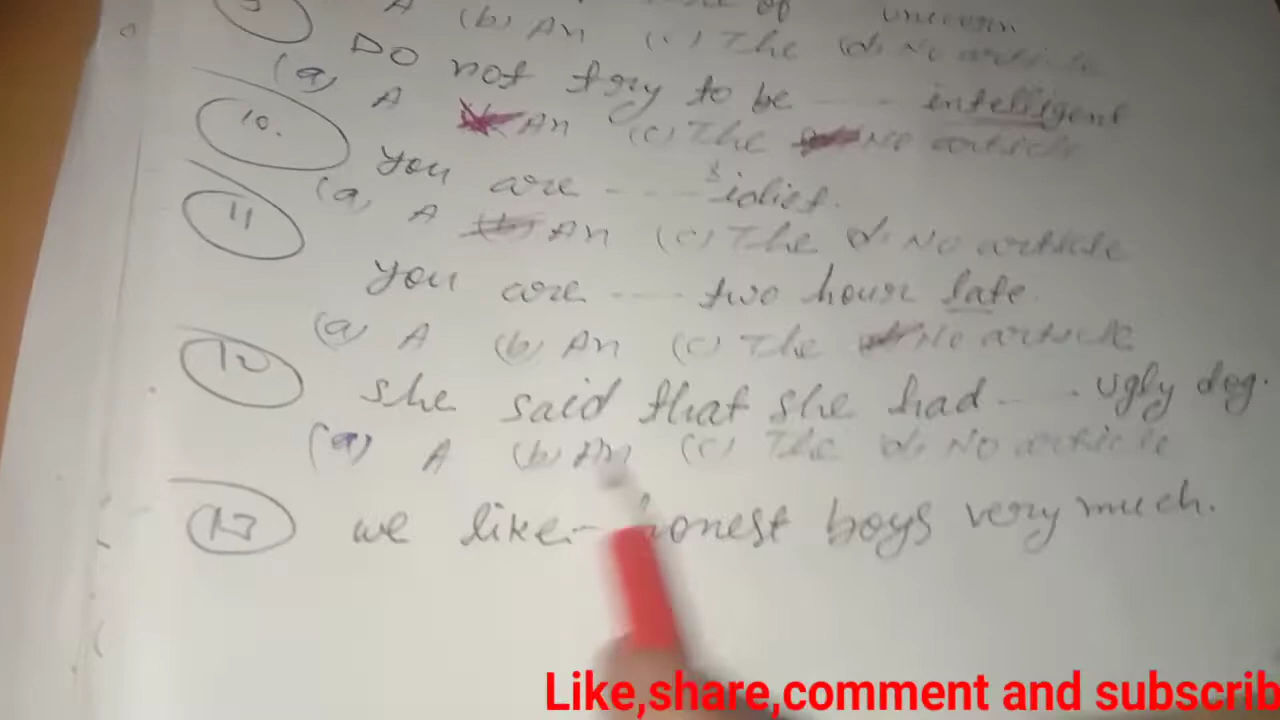 A (b) An (c) The (d) No article
Do not try to be ---- intelligent
(a) A An (c) The No article
10. You are ---- idiot.
(a) A An (c) The d. No article
11 You are ---- two hour late.
(a) A (b) An (c) The No article
12 She said that she had --- ugly dog.
(a) A (b) An (c) The d. No article
13 we like -- honest boys very much.
Like,share,comment and subscrib